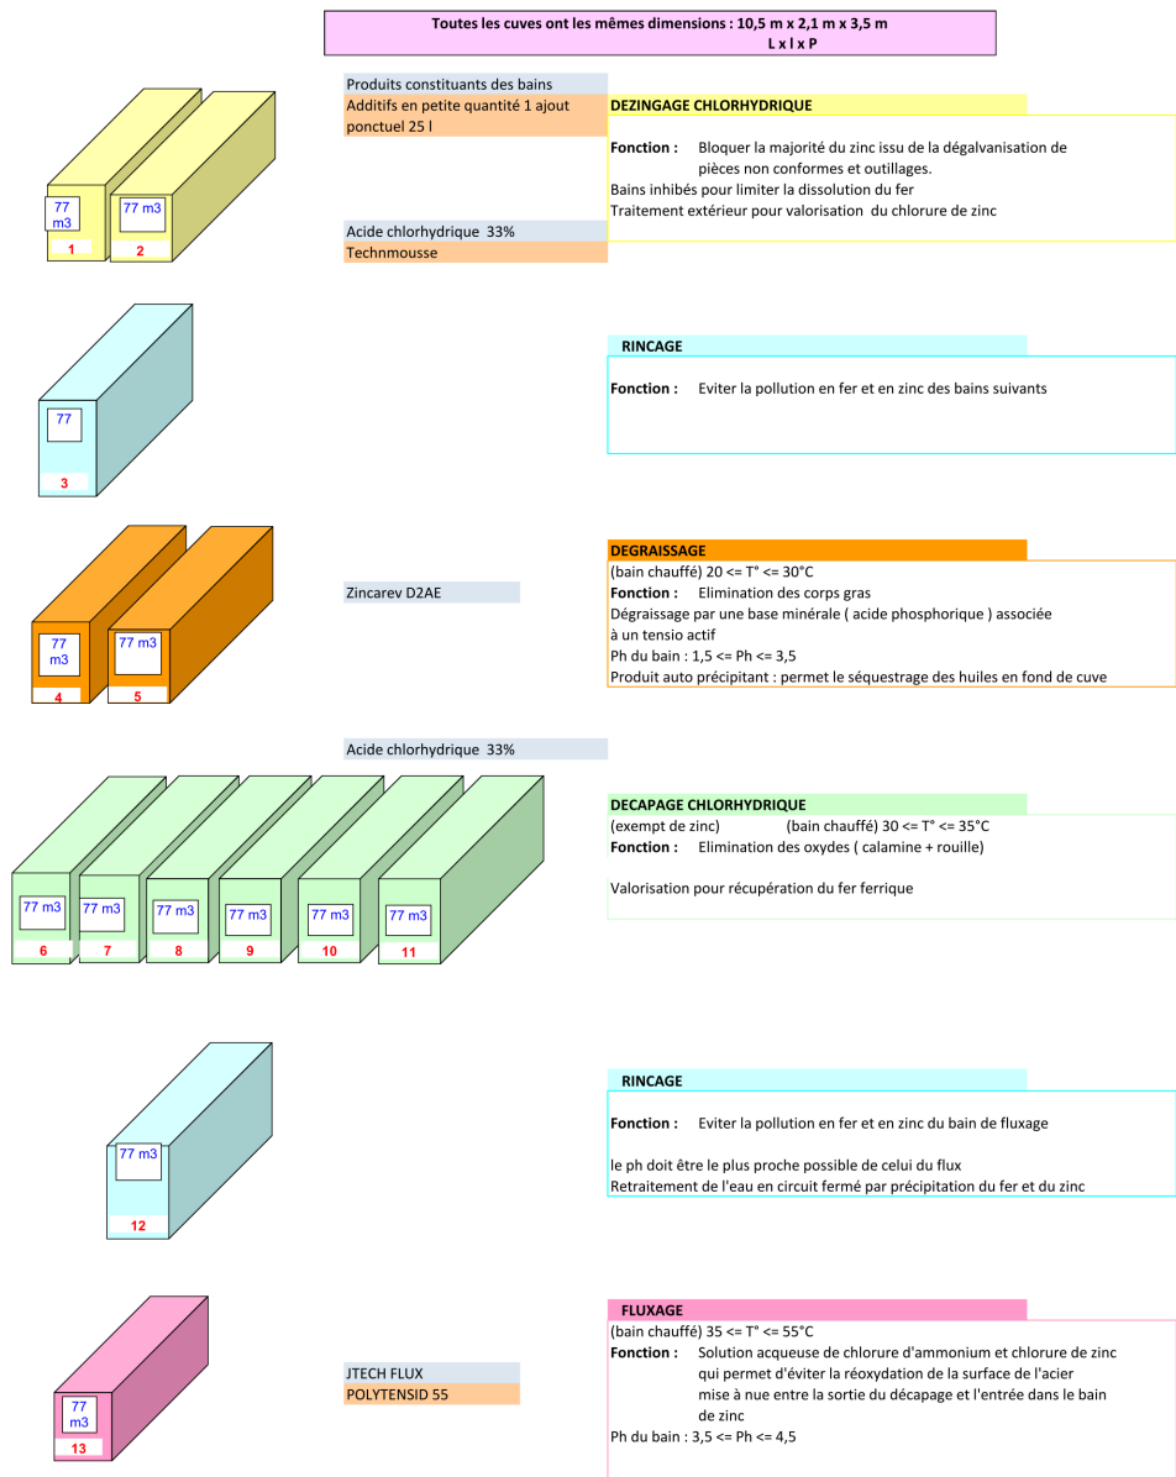 Toutes les cuves ont les mêmes dimensions : 10,5 m x 2,1 m x 3,5 m
L x l x P
Produits constituants des bains
Additifs en petite quantité 1 ajout
ponctuel 25 l
DEZINGAGE CHLORHYDRIQUE
Fonction : Bloquer la majorité du zinc issu de la dégalvanisation de
pièces non conformes et outillages.
Bains inhibés pour limiter la dissolution du fer
Traitement extérieur pour valorisation du chlorure de zinc
77
m3
77 m3
1
2
Acide chlorhydrique 33%
Technmousse
RINCAGE
Fonction : Eviter la pollution en fer et en zinc des bains suivants
77
3
DEGRAISSAGE
(bain chauffé) 20 <= T° <= 30°C
Zincarev D2AE
Fonction : Elimination des corps gras
Dégraissage par une base minérale ( acide phosphorique ) associée
à un tensio actif
Ph du bain : 1,5 <= Ph <= 3,5
Produit auto précipitant : permet le séquestrage des huiles en fond de cuve
77
m3
77 m3
4
5
Acide chlorhydrique 33%
DECAPAGE CHLORHYDRIQUE
(exempt de zinc) (bain chauffé) 30 <= T° <= 35°C
Fonction : Elimination des oxydes ( calamine + rouille)
Valorisation pour récupération du fer ferrique
77 m3
77 m3
77 m3
77 m3
77 m3
77 m3
6
7
8
9
10
11
RINCAGE
Fonction : Eviter la pollution en fer et en zinc du bain de fluxage
le ph doit être le plus proche possible de celui du flux
Retraitement de l'eau en circuit fermé par précipitation du fer et du zinc
77 m3
12
FLUXAGE
(bain chauffé) 35 <= T° <= 55°C
Fonction : Solution acqueuse de chlorure d'ammonium et chlorure de zinc
qui permet d'éviter la réoxydation de la surface de l'acier
mise à nue entre la sortie du décapage et l'entrée dans le bain
de zinc
Ph du bain : 3,5 <= Ph <= 4,5
JTECH FLUX
POLYTENSID 55
77
m3
13